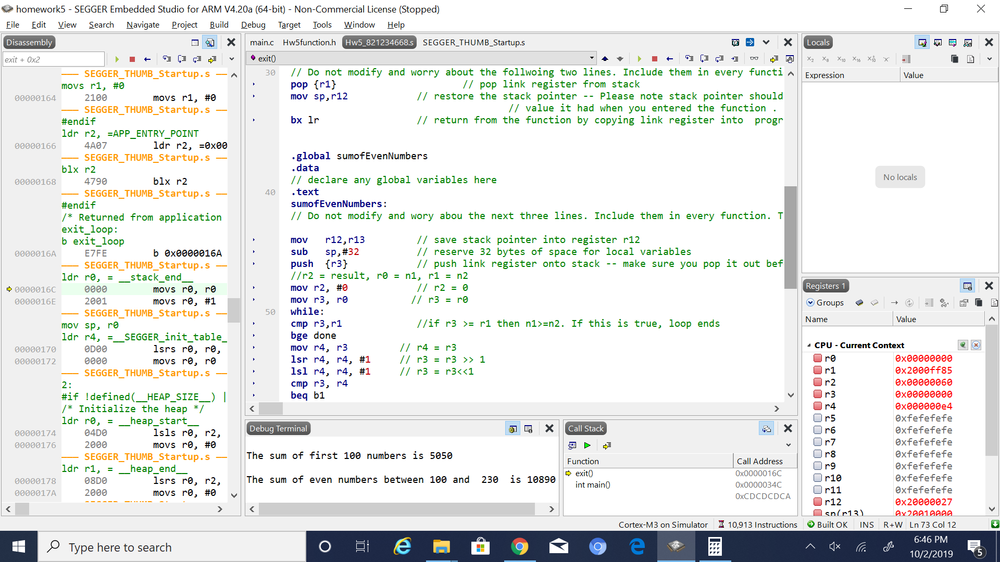 homework5 - SEGGER Embedded Studio for ARM V4.20a (64-bit) - Non-Commercial License (Stopped)
File Edit View Search Navigate Project Build Debug Target Tools Window Help
Disassembly
exit + 0x2
SEGGER_THUMB_Startup.s
movs r1, #0
00000164 2100 movs r1, #0
SEGGER_THUMB_Startup.s
#endif
ldr r2, =APP_ENTRY_POINT
00000166 4A07 ldr r2, =0x00
SEGGER_THUMB_Startup.s
blx r2
00000168 4790 blx r2
SEGGER_THUMB_Startup.s
#endif
/* Returned from application
exit_loop:
b exit_loop
0000016A E7FE b 0x0000016A
SEGGER_THUMB_Startup.s
ldr r0, = __stack_end__
0000016C 0000 movs r0, r0
0000016E 2001 movs r0, #1
SEGGER_THUMB_Startup.s
mov sp, r0
ldr r4, =__SEGGER_init_table_
00000170 0D00 lsrs r0, r0,
00000172 0000 movs r0, r0
SEGGER_THUMB_Startup.s
2:
#if !defined(__HEAP_SIZE__) |
/* Initialize the heap */
ldr r0, = __heap_start__
00000174 04D0 lsls r0, r2,
00000176 2000 movs r0, #0
SEGGER_THUMB_Startup.s
ldr r1, = __heap_end__
00000178 08D0 lsrs r0, r2,
0000017A 2000 movs r0, #0
main.c Hw5function.h Hw5_821234668.s SEGGER_THUMB_Startup.s
exit()
30 // Do not modify and worry about the follwoing two lines. Include them in every functi
pop {r1} // pop link register from stack
mov sp,r12 // restore the stack pointer -- Please note stack pointer should
// value it had when you entered the function .
bx lr // return from the function by copying link register into progr
.global sumofEvenNumbers
.data
// declare any global variables here
40 .text
sumofEvenNumbers:
// Do not modify and wory abou the next three lines. Include them in every function. T
mov r12,r13 // save stack pointer into register r12
sub sp,#32 // reserve 32 bytes of space for local variables
push {r3} // push link register onto stack -- make sure you pop it out bef
//r2 = result, r0 = n1, r1 = n2
mov r2, #0 // r2 = 0
mov r3, r0 // r3 = r0
50 while:
cmp r3,r1 //if r3 >= r1 then n1>=n2. If this is true, loop ends
bge done
mov r4, r3 // r4 = r3
lsr r4, r4, #1 // r3 = r3 >> 1
lsl r4, r4, #1 // r3 = r3<<1
cmp r3, r4
beq b1
Debug Terminal
The sum of first 100 numbers is 5050
The sum of even numbers between 100 and 230 is 10890
Call Stack
Function Call Address
exit() 0x0000016C
int main() 0x0000034C
0xCDCDCDCA
Locals
x2 x8 x10 x16 x±10 'x'
Expression Value
No locals
Registers 1
Groups
Name Value
CPU - Current Context
r0 0x00000000
r1 0x2000ff85
r2 0x00000060
r3 0x00000000
r4 0x000000e4
r5 0xfefefefe
r6 0xfefefefe
r7 0xfefefefe
r8 0xfefefefe
r9 0xfefefefe
r10 0xfefefefe
r11 0xfefefefe
r12 0x20000027
sp(r13) 0x20010000
Cortex-M3 on Simulator 10,913 Instructions Built OK INS R+W Ln 73 Col 12
Type here to search
6:46 PM
10/2/2019
5